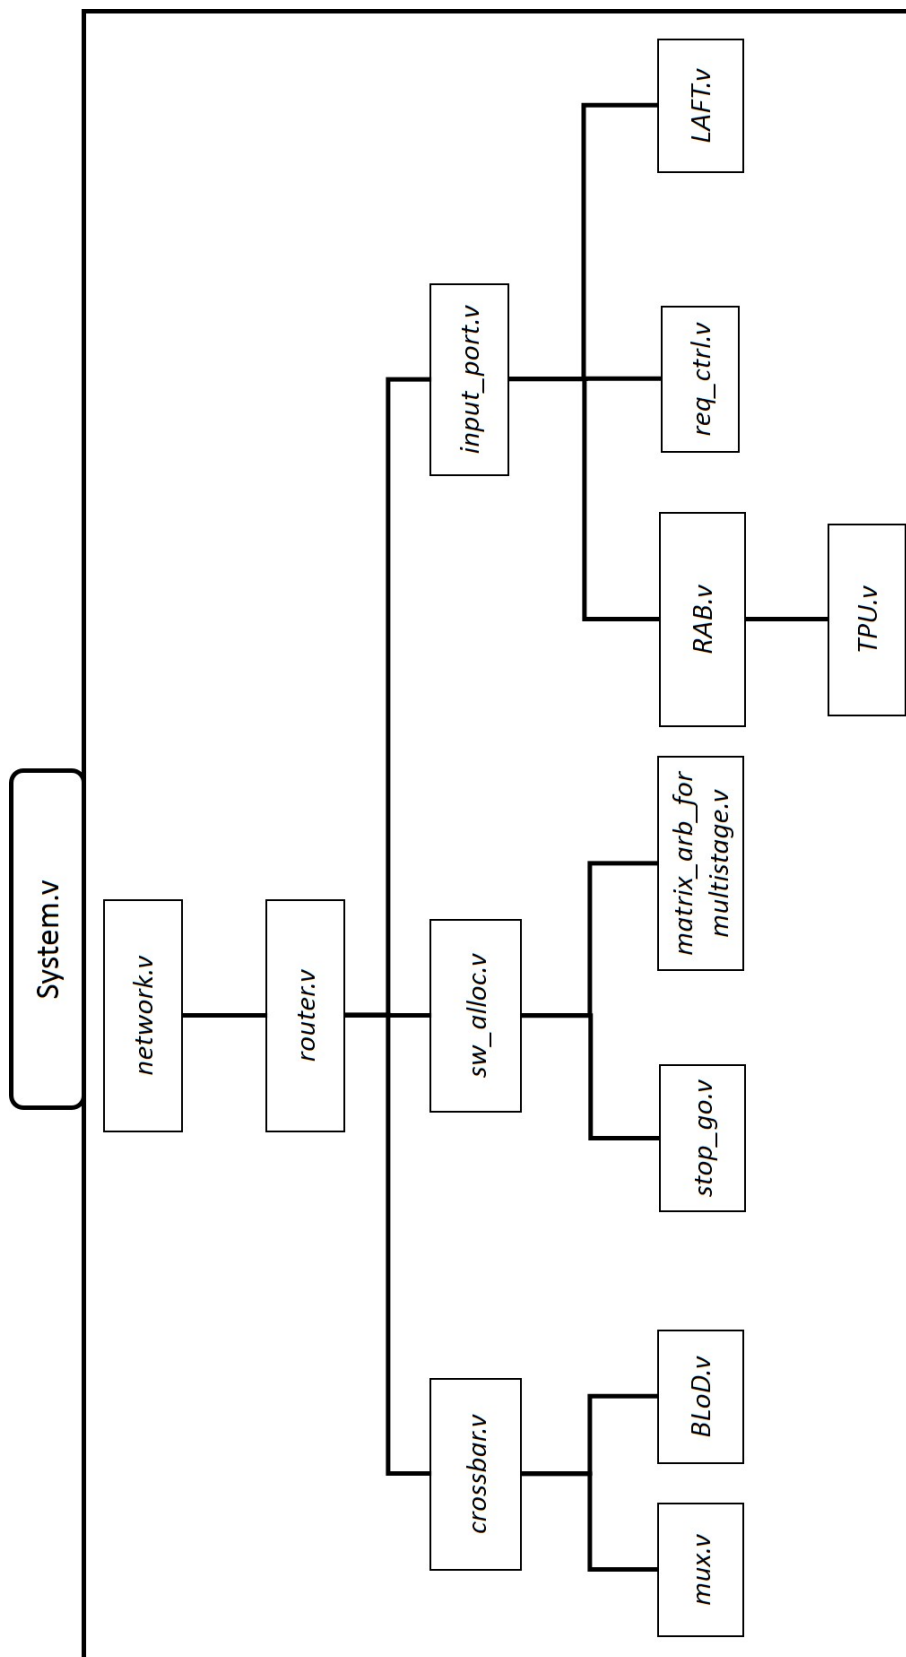 System.v
network.v
router.v
crossbar.v
sw_alloc.v
input_port.v
mux.v
BLoD.v
stop_go.v
matrix_arb_for
multistage.v
RAB.v
req_ctrl.v
LAFT.v
TPU.v